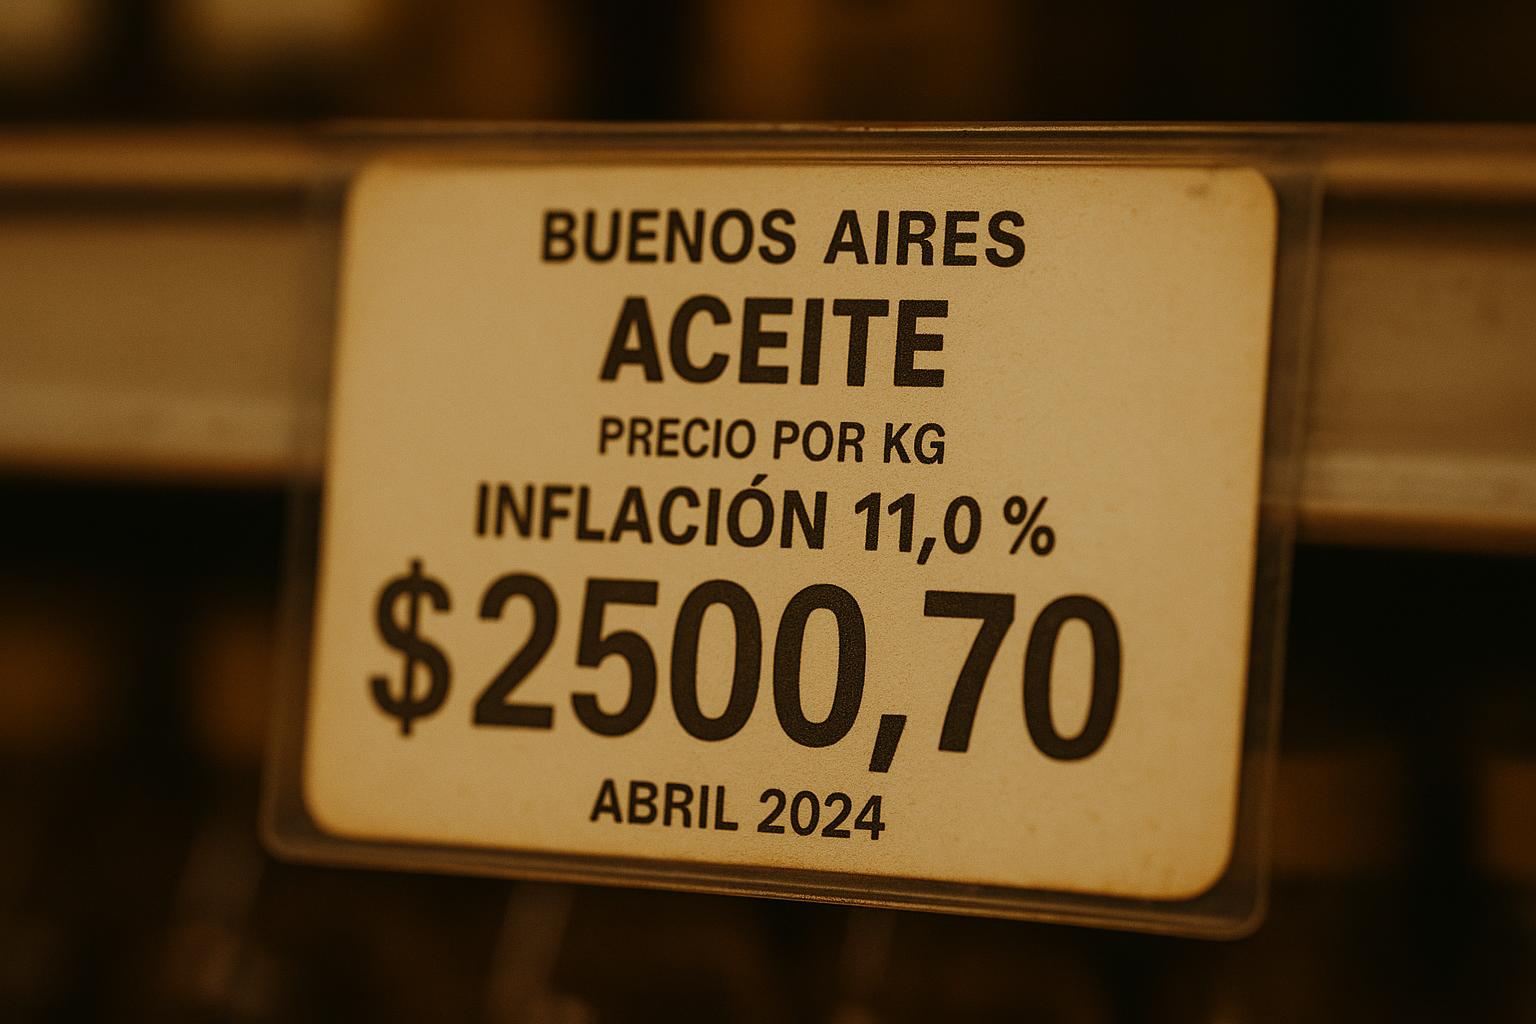 BUENOS AIRES
ACEITE
PRECIO POR KG
INFLACIÓN 11,0 %
$2500,70
ABRIL 2024